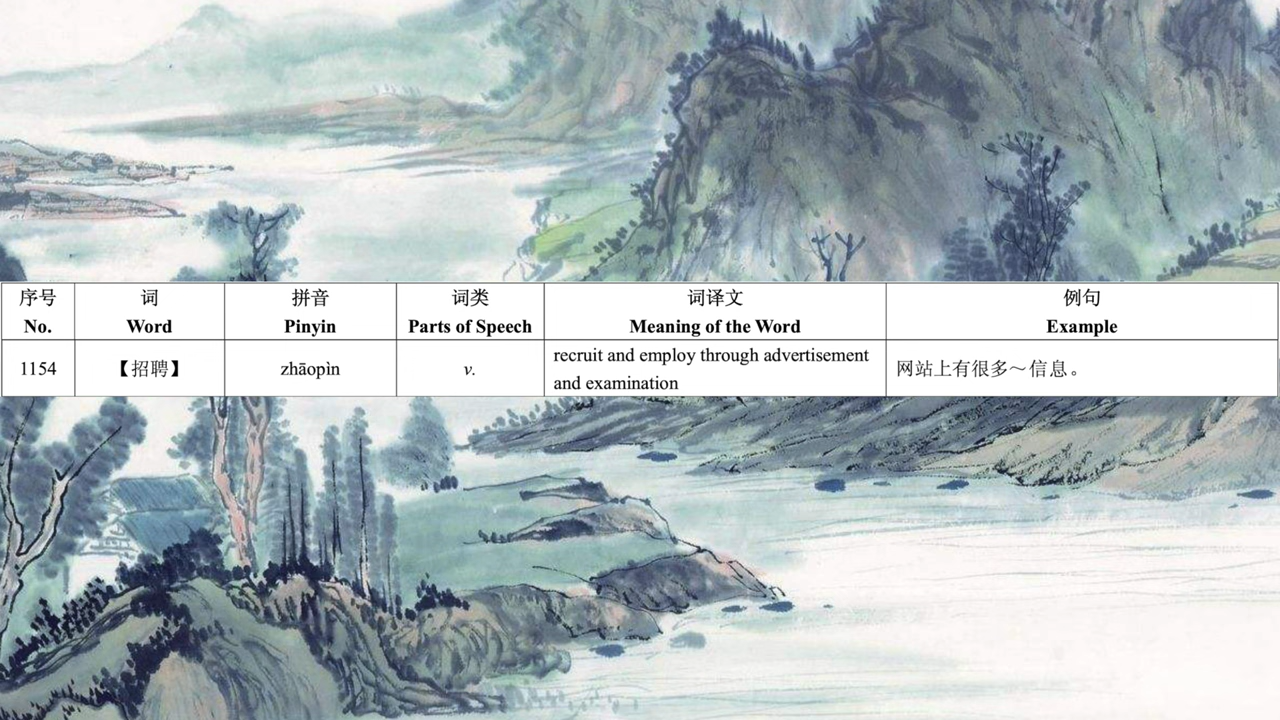 序号 词 拼音 词类 词译文 例句
No. Word Pinyin Parts of Speech Meaning of the Word Example
1154 【招聘】 zhāopìn v. recruit and employ through advertisement
and examination 网站上有很多～信息。